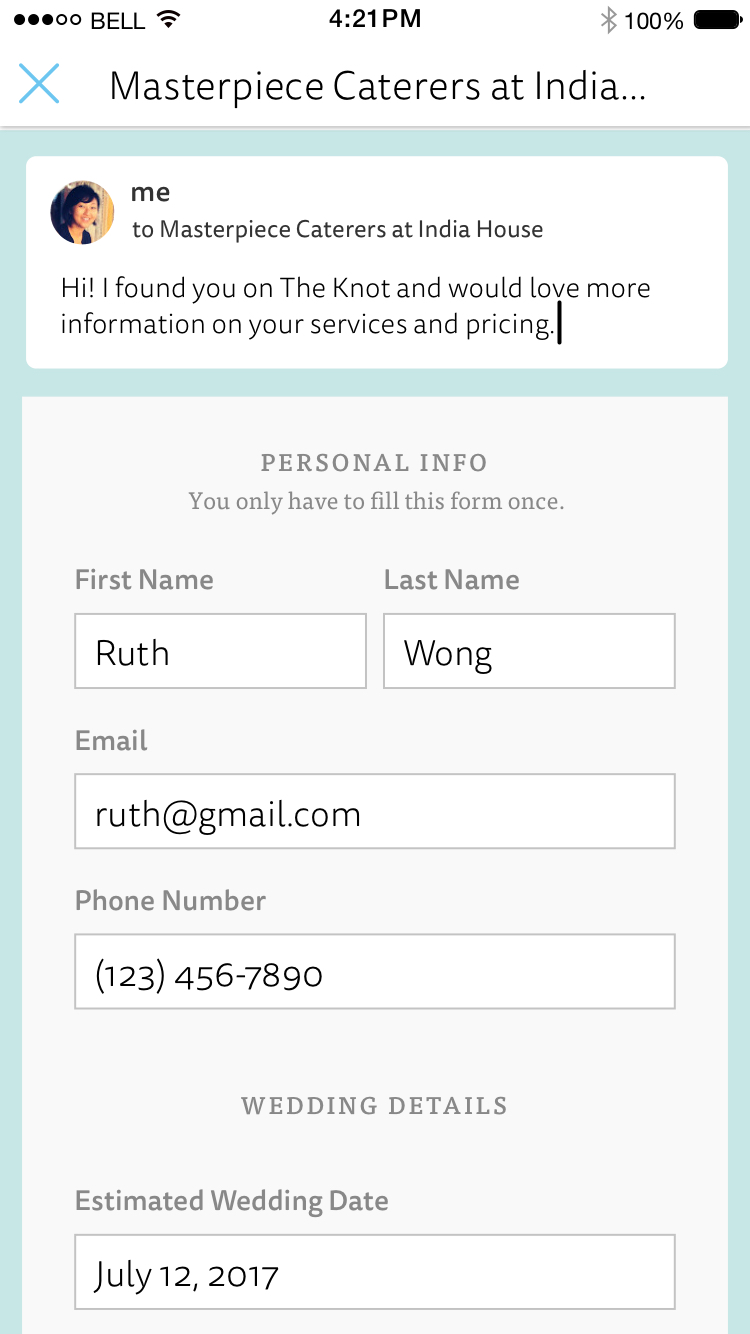 BELL 4:21PM 100%
Masterpiece Caterers at India...
me
to Masterpiece Caterers at India House
Hi! I found you on The Knot and would love more
information on your services and pricing.
PERSONAL INFO
You only have to fill this form once.
First Name Last Name
Ruth Wong
Email
ruth@gmail.com
Phone Number
(123) 456-7890
WEDDING DETAILS
Estimated Wedding Date
July 12, 2017